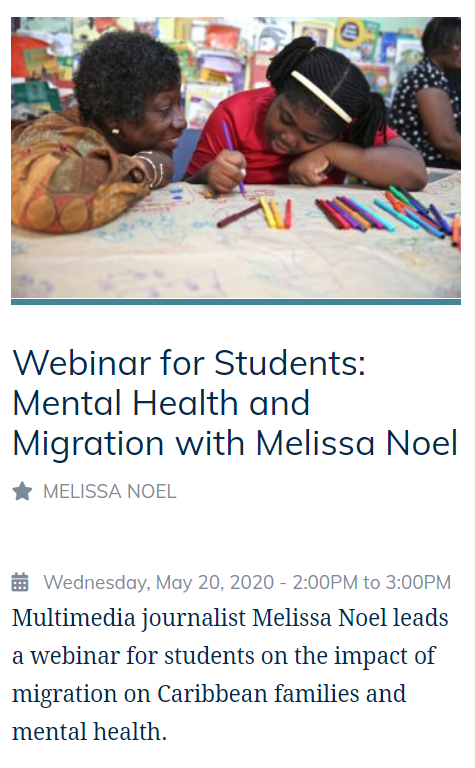 Webinar for Students:
Mental Health and
Migration with Melissa Noel
MELISSA NOEL
Wednesday, May 20, 2020 - 2:00PM to 3:00PM
Multimedia journalist Melissa Noel leads
a webinar for students on the impact of
migration on Caribbean families and
mental health.